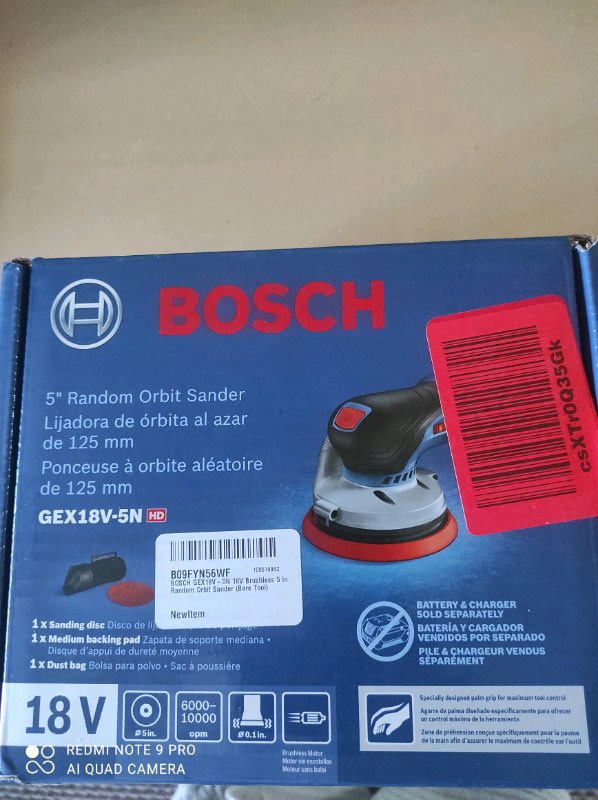 BOSCH
5" Random Orbit Sander
Lijadora de órbita al azar
de 125 mm
Ponceuse à orbite aléatoire
de 125 mm
GEX18V-5N HD
csXTr0Q35Gk
B09FYN56WF
BOSCH GEX18V-5N 18V Brushless 5 in.
Random Orbit Sander (Bare Tool)
NewItem
1 x Sanding disc Disco de
1 x Medium backing pad Zapata de soporte mediana •
Disque d'appui de dureté moyenne
1 x Dust bag Bolsa para polvo • Sac à poussière
BATTERY & CHARGER
SOLD SEPARATELY
BATERÍA Y CARGADOR
VENDIDOS POR SEPARADO
PILE & CHARGEUR VENDUS
SÉPARÉMENT
18 V
ø 5 in.
6000-
10000
opm
ø 0.1 in.
Brushless Motor
Motor sin escobillas
Moteur sans balai
Specially designed palm grip for maximum tool control
Agarre de palma diseñado específicamente para ofrecer
un control máximo de la herramienta
Zone de préhension conçue spécifiquement pour la paume
de la main afin d'assurer le maximum de contrôle sur l'outil
REDMI NOTE 9 PRO
AI QUAD CAMERA